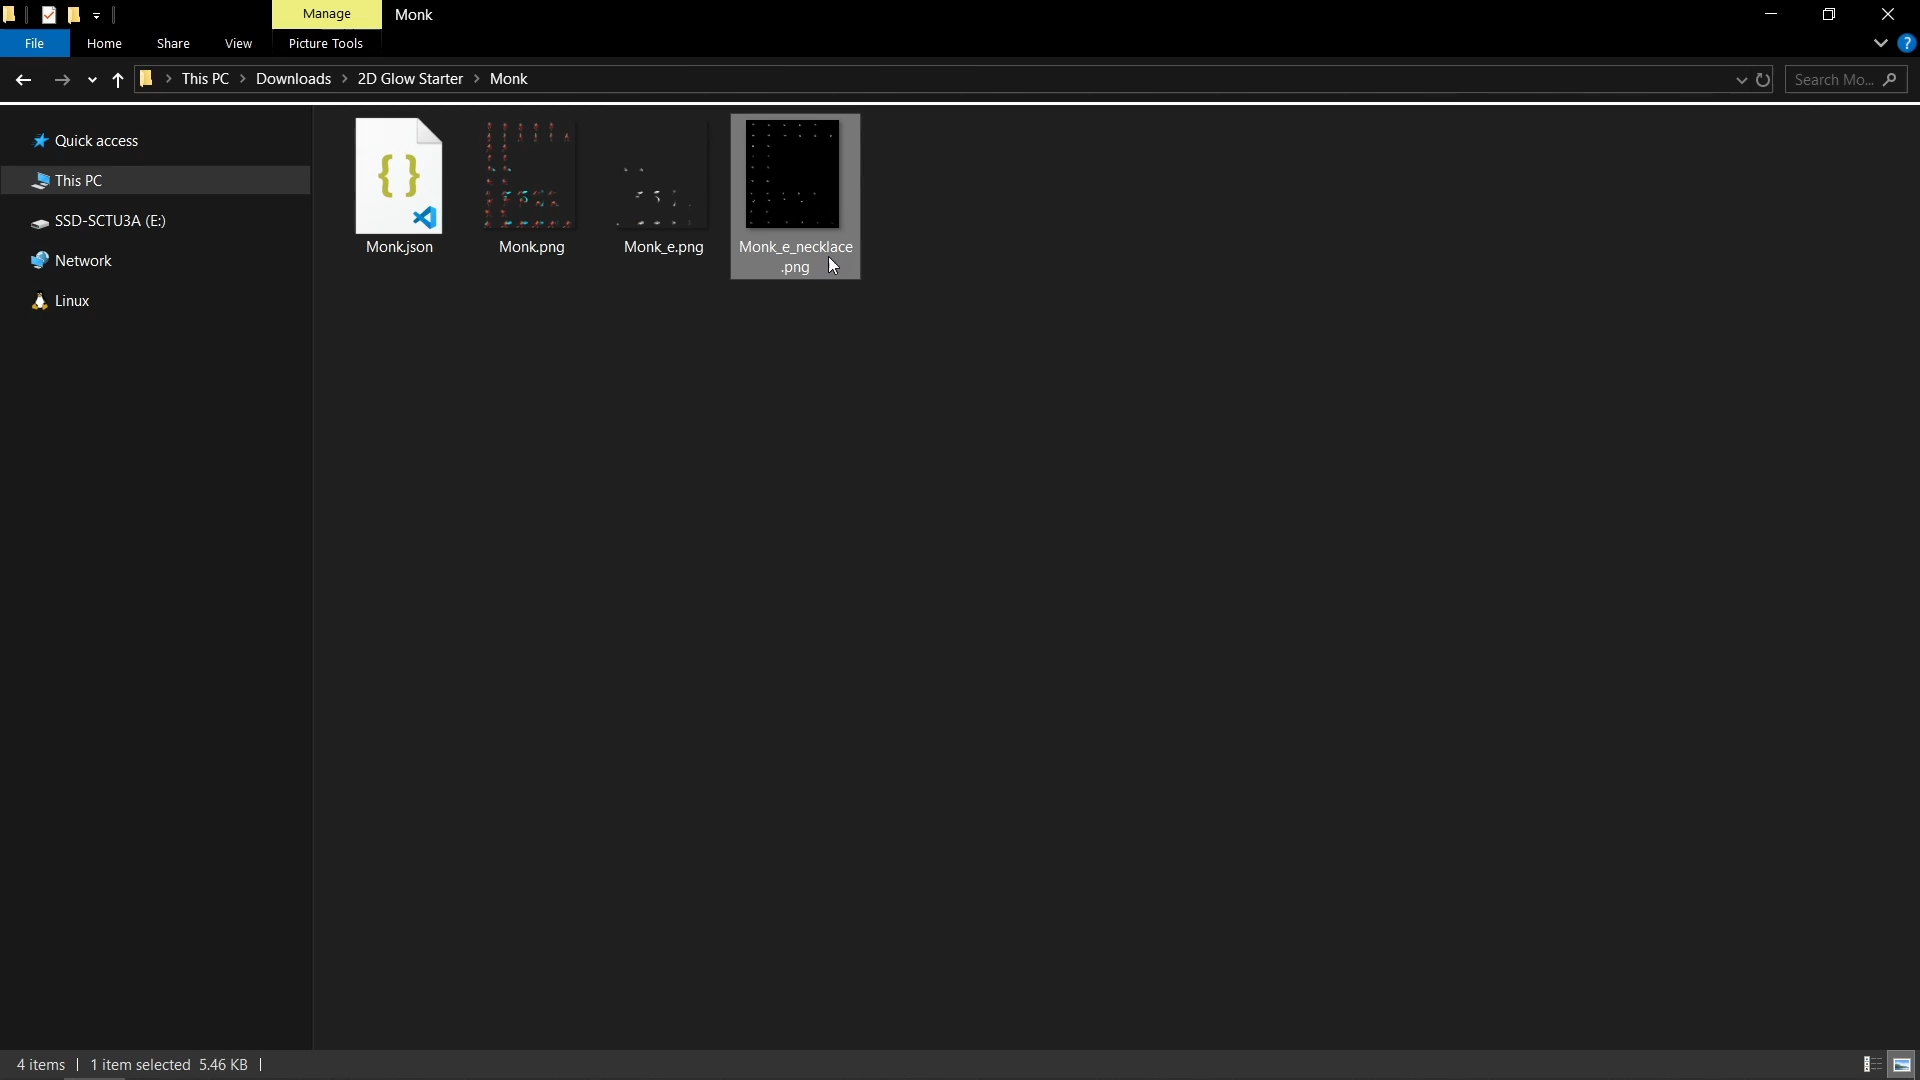 Manage
Monk
File
Home
Share
View
Picture Tools
?
This PC > Downloads > 2D Glow Starter > Monk
Search Mo...
Quick access
This PC
SSD-SCTU3A (E:)
Network
Linux
{ }
Monk.json
Monk.png
Monk_e.png
Monk_e_necklace
.png
4 items
1 item selected 5.46 KB